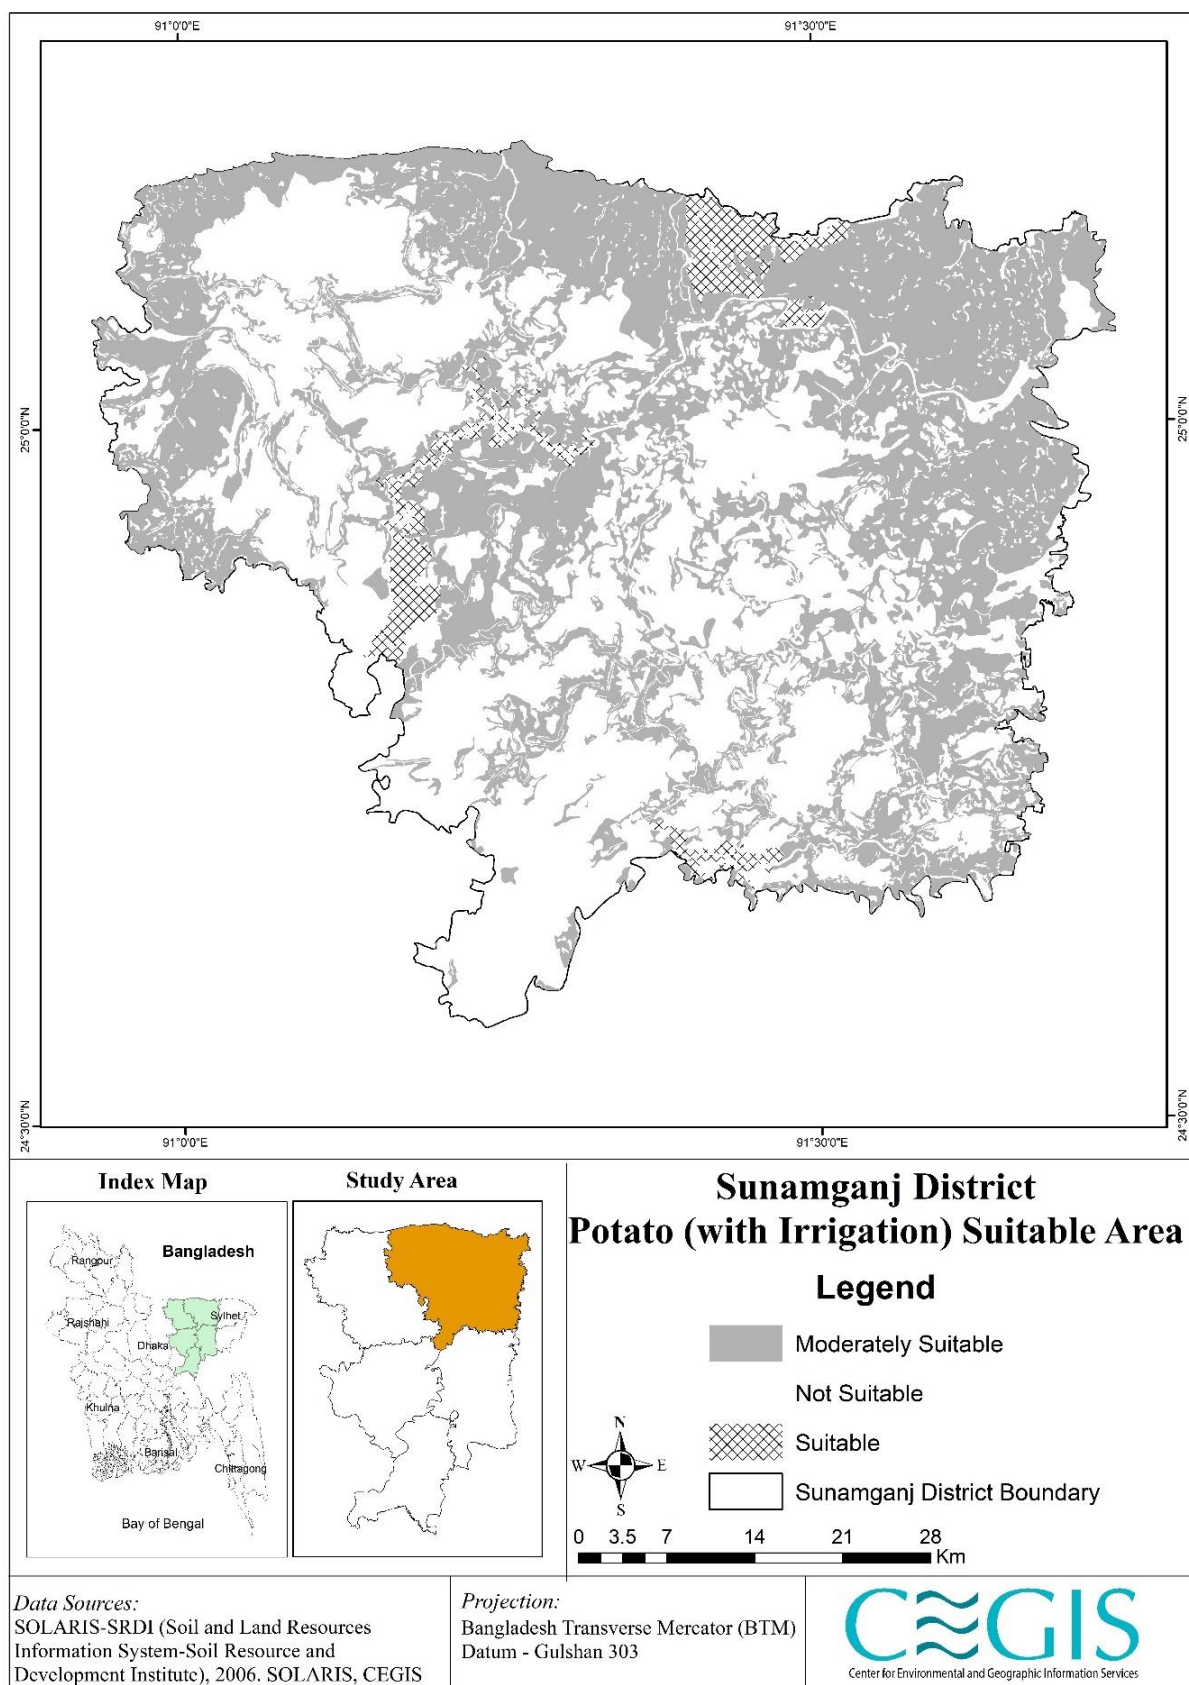 91°0'0"E
91°30'0"E
25°0'0"N
25°0'0"N
24°30'0"N
24°30'0"N
91°0'0"E
91°30'0"E
Index Map
Bangladesh
Rangpur
Rajshahi
Sylhet
Dhaka
Khulna
Barisal
Chittagong
Bay of Bengal
Study Area
Sunamganj District
Potato (with Irrigation) Suitable Area
Legend
Moderately Suitable
Not Suitable
Suitable
Sunamganj District Boundary
N
W
E
S
0 3.5 7 14 21 28
Km
Data Sources:
SOLARIS-SRDI (Soil and Land Resources
Information System-Soil Resource and
Development Institute), 2006. SOLARIS, CEGIS
Projection:
Bangladesh Transverse Mercator (BTM)
Datum - Gulshan 303
CEGIS
Center for Environmental and Geographic Information Services